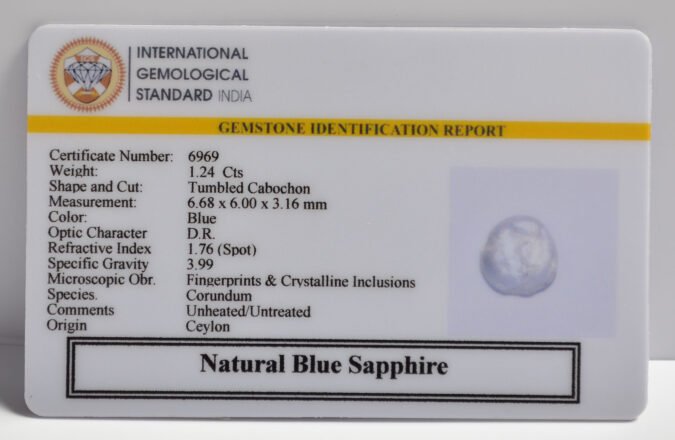 INTERNATIONAL
GEMOLOGICAL
STANDARD INDIA
GEMSTONE IDENTIFICATION REPORT
Certificate Number: 6969
Weight: 1.24 Cts
Shape and Cut: Tumbled Cabochon
Measurement: 6.68 x 6.00 x 3.16 mm
Color: Blue
Optic Character D.R.
Refractive Index 1.76 (Spot)
Specific Gravity 3.99
Microscopic Obr. Fingerprints & Crystalline Inclusions
Species. Corundum
Comments Unheated/Untreated
Origin Ceylon
Natural Blue Sapphire